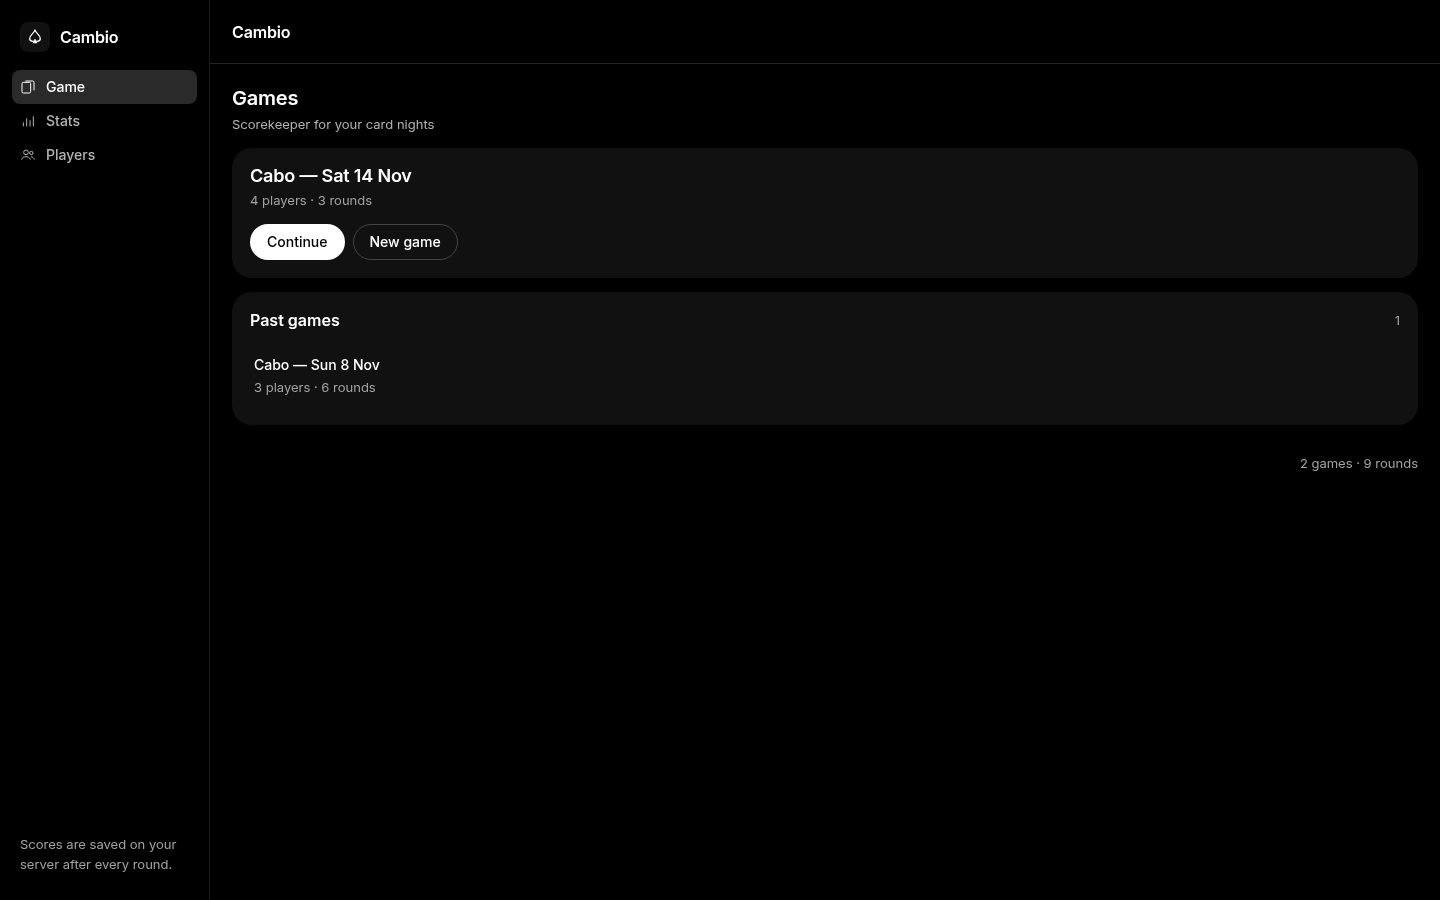 Cambio
Game
Stats
Players
Scores are saved on your
server after every round.
Cambio
Games
Scorekeeper for your card nights
Cabo — Sat 14 Nov
4 players · 3 rounds
Continue
New game
Past games
1
Cabo — Sun 8 Nov
3 players · 6 rounds
2 games · 9 rounds